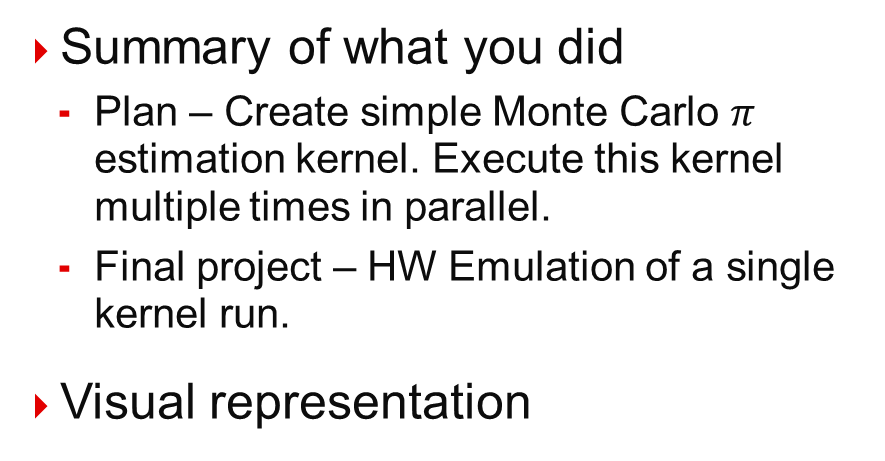 Summary of what you did
- Plan – Create simple Monte Carlo 𝜋
estimation kernel. Execute this kernel
multiple times in parallel.
- Final project – HW Emulation of a single
kernel run.
Visual representation